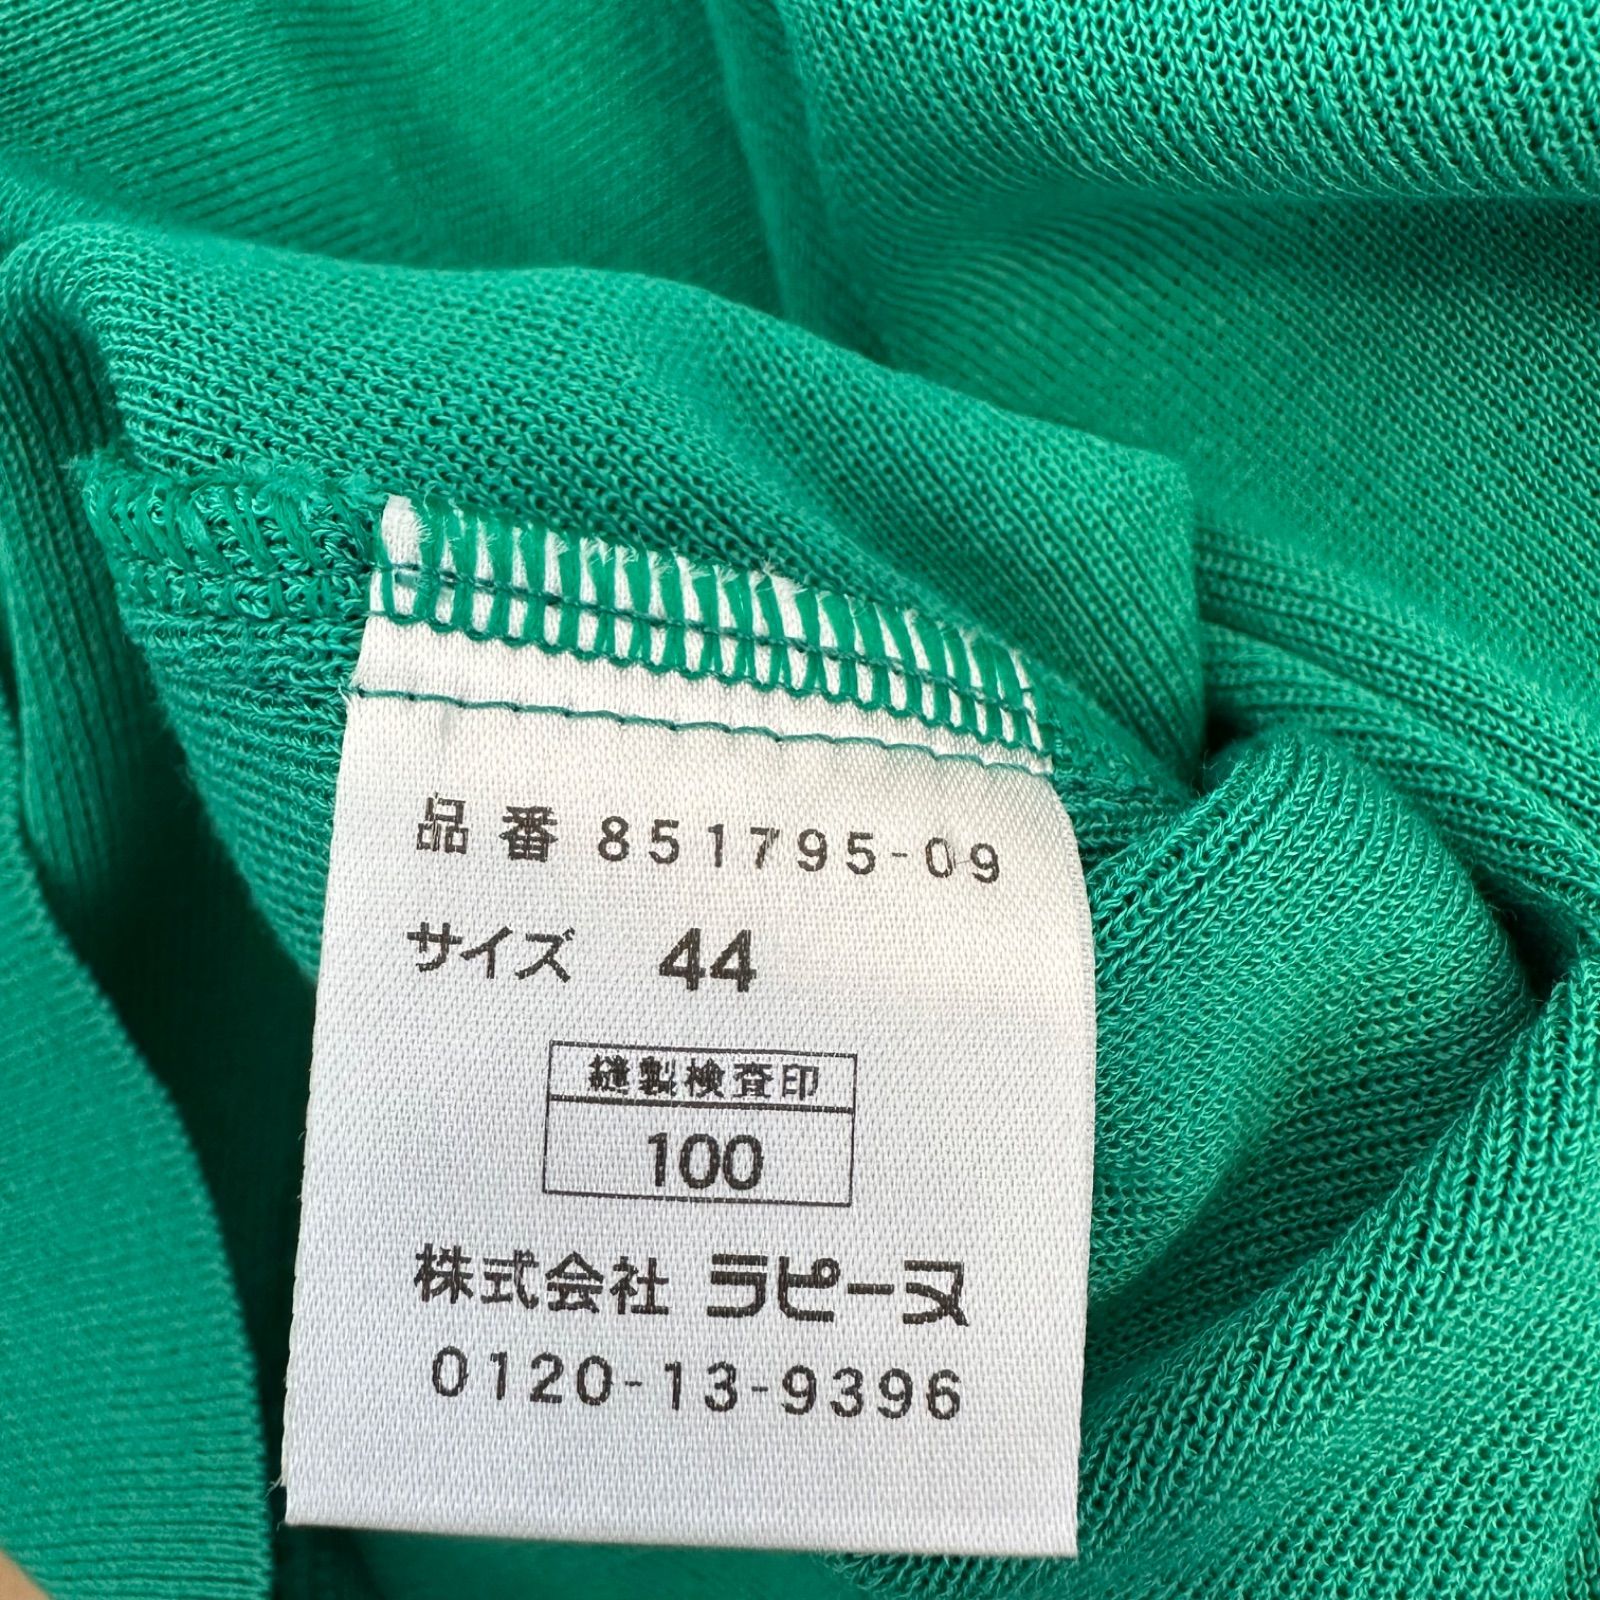 品番 851795-09
サイズ 44
縫製検査印
100
株式会社 ラピーヌ
0120-13-9396